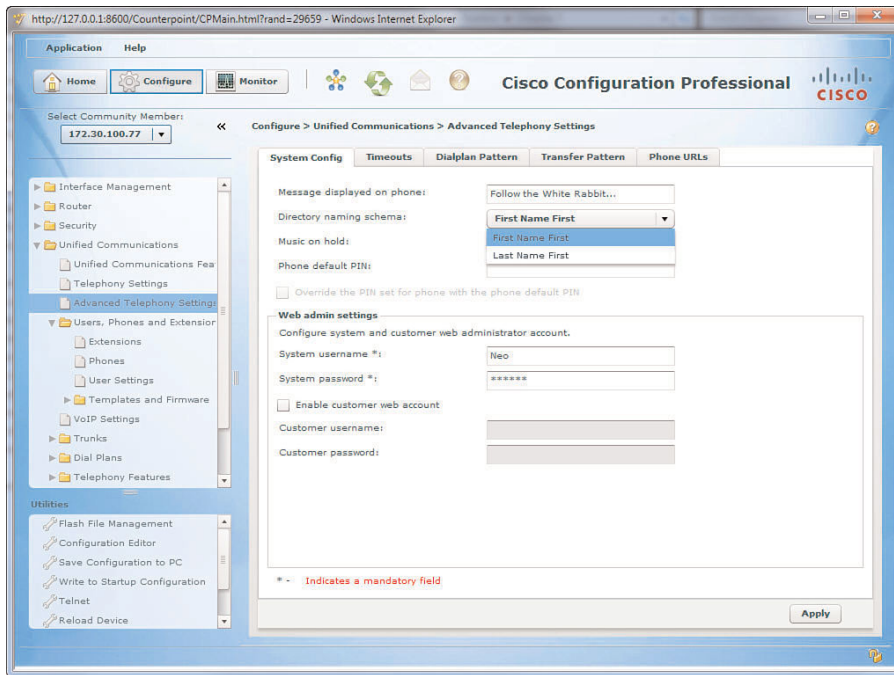 http://127.0.0.1:8600/Counterpoint/CPMain.html?rand=29659 - Windows Internet Explorer
Application Help
Home Configure Monitor Cisco Configuration Professional CISCO
Select Community Member:
172.30.100.77
«
Configure > Unified Communications > Advanced Telephony Settings
Interface Management
Router
Security
Unified Communications
Unified Communications Fea
Telephony Settings
Advanced Telephony Settings
Users, Phones and Extension
Extensions
Phones
User Settings
Templates and Firmware
VoIP Settings
Trunks
Dial Plans
Telephony Features
Utilities
Flash File Management
Configuration Editor
Save Configuration to PC
Write to Startup Configuration
Telnet
Reload Device
System Config Timeouts Dialplan Pattern Transfer Pattern Phone URLs
Message displayed on phone: Follow the White Rabbit...
Directory naming schema: First Name First
First Name First
Last Name First
Music on hold:
Phone default PIN:
Override the PIN set for phone with the phone default PIN
Web admin settings
Configure system and customer web administrator account.
System username *: Neo
System password *: ******
Enable customer web account
Customer username:
Customer password:
* - Indicates a mandatory field
Apply